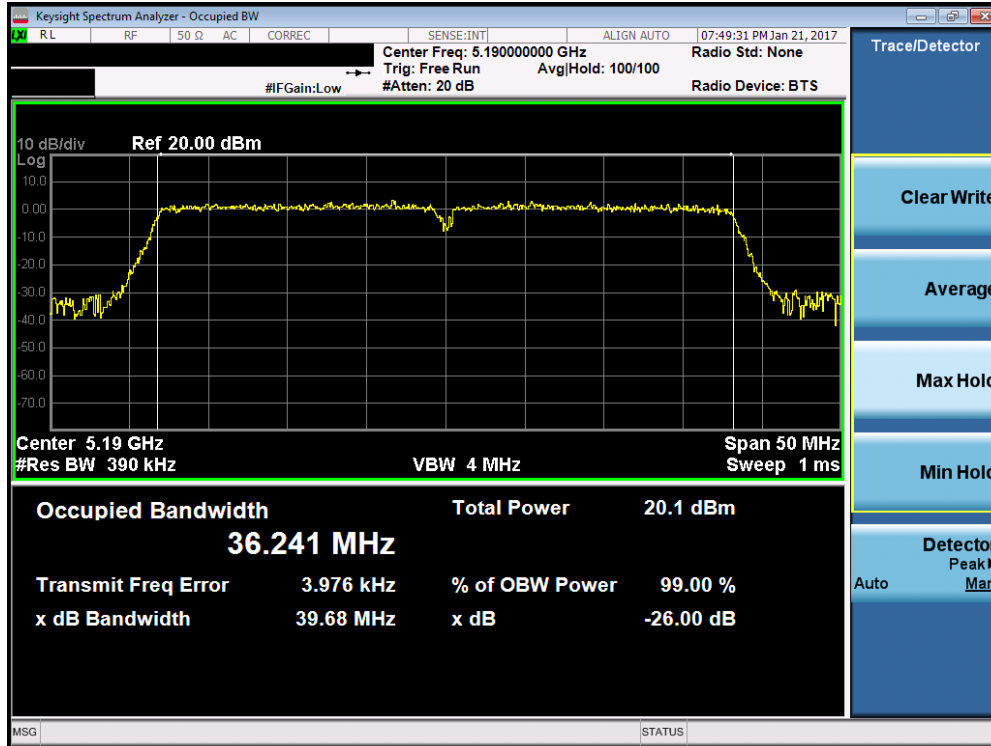 Keysight Spectrum Analyzer - Occupied BW
LXI RL RF 50 Ω AC CORREC SENSE:INT ALIGN AUTO 07:49:31 PM Jan 21, 2017
Center Freq: 5.190000000 GHz Radio Std: None
Trig: Free Run Avg|Hold: 100/100
#IFGain:Low #Atten: 20 dB Radio Device: BTS
Trace/Detector
10 dB/div Ref 20.00 dBm
Log
10.0
0.00
-10.0
-20.0
-30.0
-40.0
-50.0
-60.0
-70.0
Center 5.19 GHz Span 50 MHz
#Res BW 390 kHz VBW 4 MHz Sweep 1 ms
Occupied Bandwidth Total Power 20.1 dBm
36.241 MHz
Transmit Freq Error 3.976 kHz % of OBW Power 99.00 %
x dB Bandwidth 39.68 MHz x dB -26.00 dB
Clear Write
Average
Max Hold
Min Hold
Detector
Peak
Auto Man
MSG STATUS